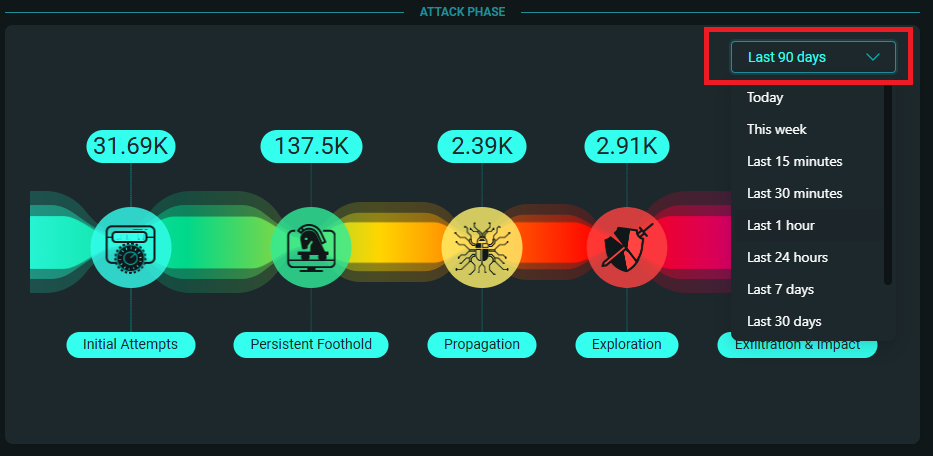 ATTACK PHASE
Last 90 days
Today
This week
Last 15 minutes
Last 30 minutes
Last 1 hour
Last 24 hours
Last 7 days
Last 30 days
31.69K
137.5K
2.39K
2.91K
Initial Attempts
Persistent Foothold
Propagation
Exploration
Exfiltration & Impact